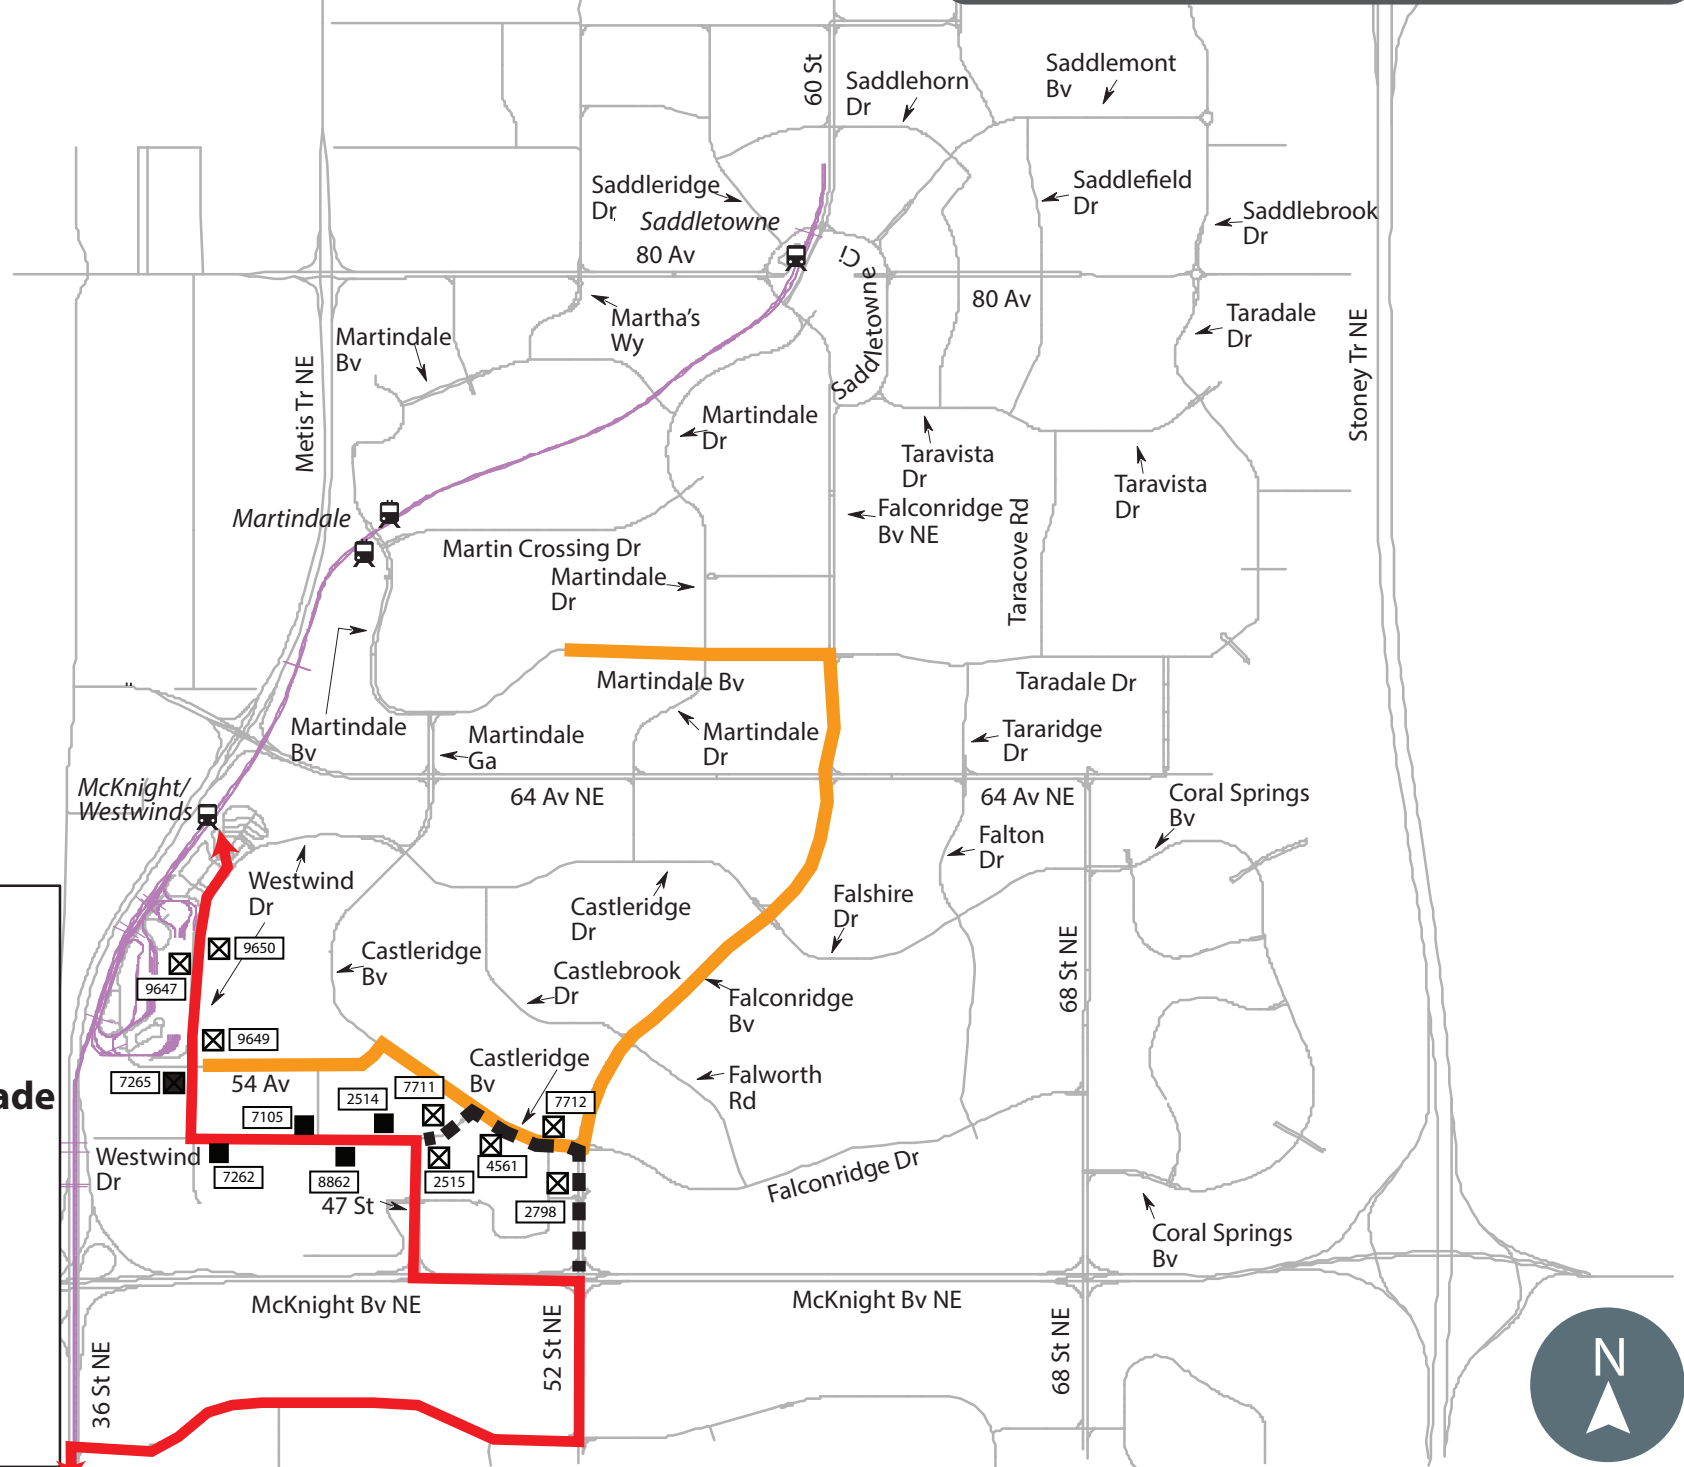 60 St
Saddlehorn
Dr
Saddlemont
Bv
Saddleridge
Dr
Saddletowne
80 Av
Saddlefield
Dr
Saddlebrook
Dr
Saddletowne Ci
80 Av
Martha's
Wy
Martindale
Bv
Taradale
Dr
Metis Tr NE
Stoney Tr NE
Martindale
Dr
Taravista
Dr
Taravista
Dr
Falconridge
Bv NE
Taracove Rd
Martindale
Martin Crossing Dr
Martindale
Dr
Martindale Bv
Taradale Dr
Martindale
Bv
Martindale
Ga
Martindale
Dr
Tararidge
Dr
McKnight/
Westwinds
64 Av NE
64 Av NE
Coral Springs
Bv
Falton
Dr
Westwind
Dr
Castleridge
Dr
Falshire
Dr
9650
9647
Castleridge
Bv
Castlebrook
Dr
68 St NE
Falconridge
Bv
9649
7265
54 Av
Castleridge
Bv
Falworth
Rd
ade
7711
2514
7105
7712
Westwind
Dr
7262
8862
2515
4561
47 St
2798
Falconridge Dr
Coral Springs
Bv
McKnight Bv NE
McKnight Bv NE
36 St NE
52 St NE
68 St NE
N